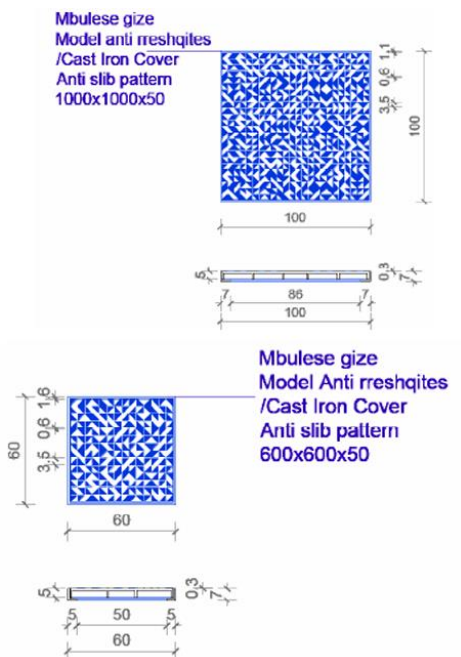 Mbulese gize
Model anti rreshqites
/Cast Iron Cover
Anti slib pattern
1000x1000x50
1,1
0,6
3,5
100
100
5
0,3
7
7
86
7
100
Mbulese gize
Model Anti rreshqites
/Cast Iron Cover
Anti slib pattern
600x600x50
1,6
0,6
3,5
60
60
5
0,3
7
5
50
5
60